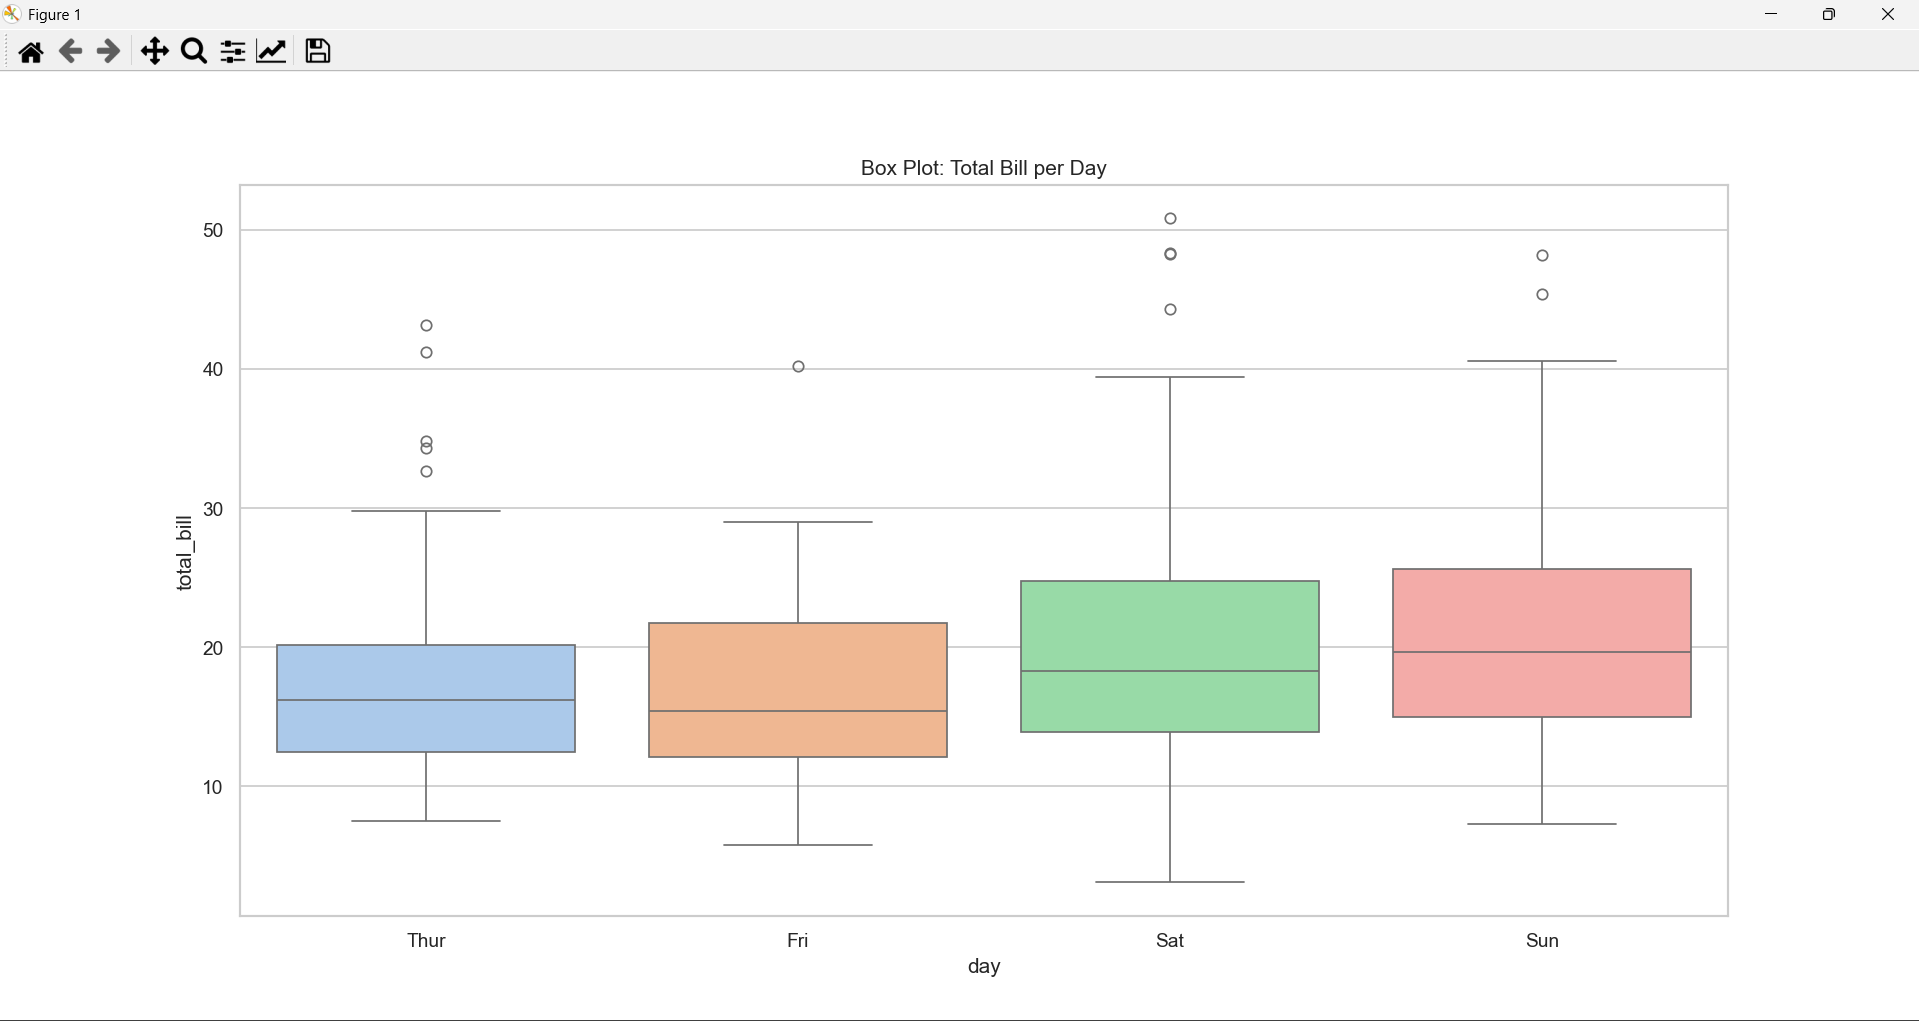 Figure 1
Box Plot: Total Bill per Day
50
40
30
20
10
total_bill
Thur Fri Sat Sun
day